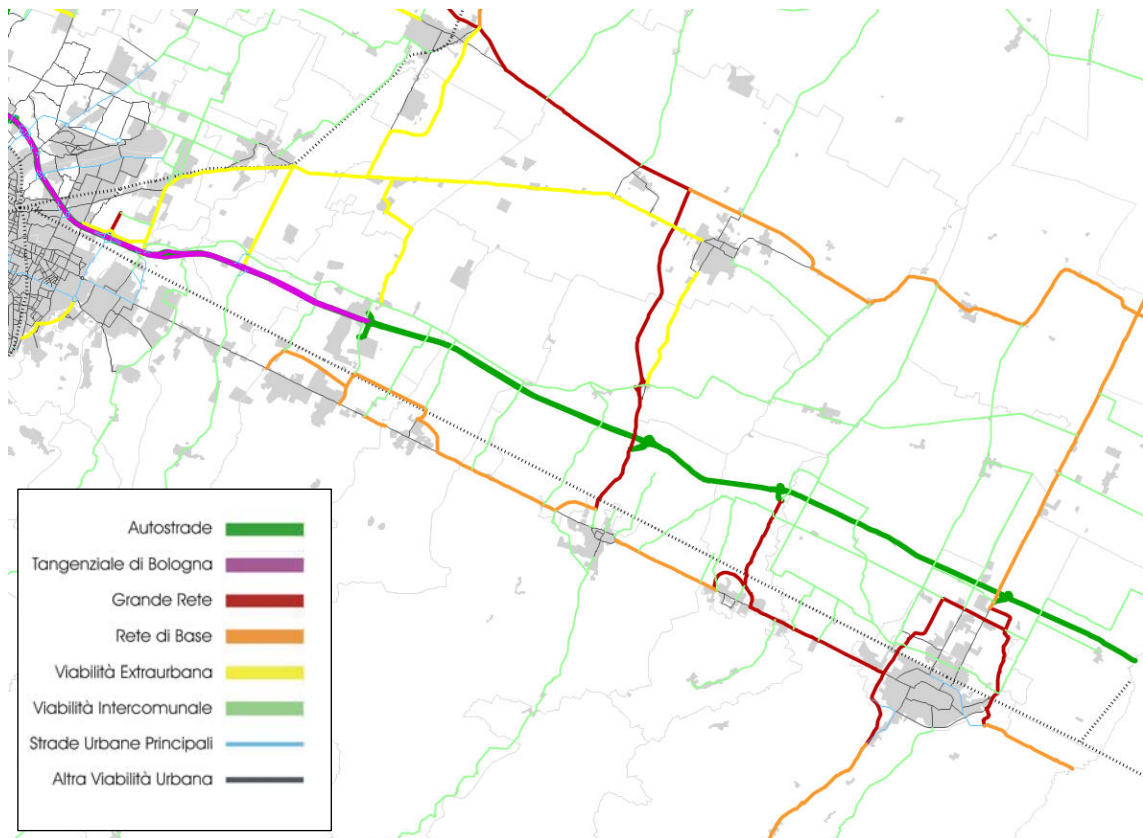 Autostrade
Tangenziale di Bologna
Grande Rete
Rete di Base
Viabilità Extraurbana
Viabilità Intercomunale
Strade Urbane Principali
Altra Viabilità Urbana